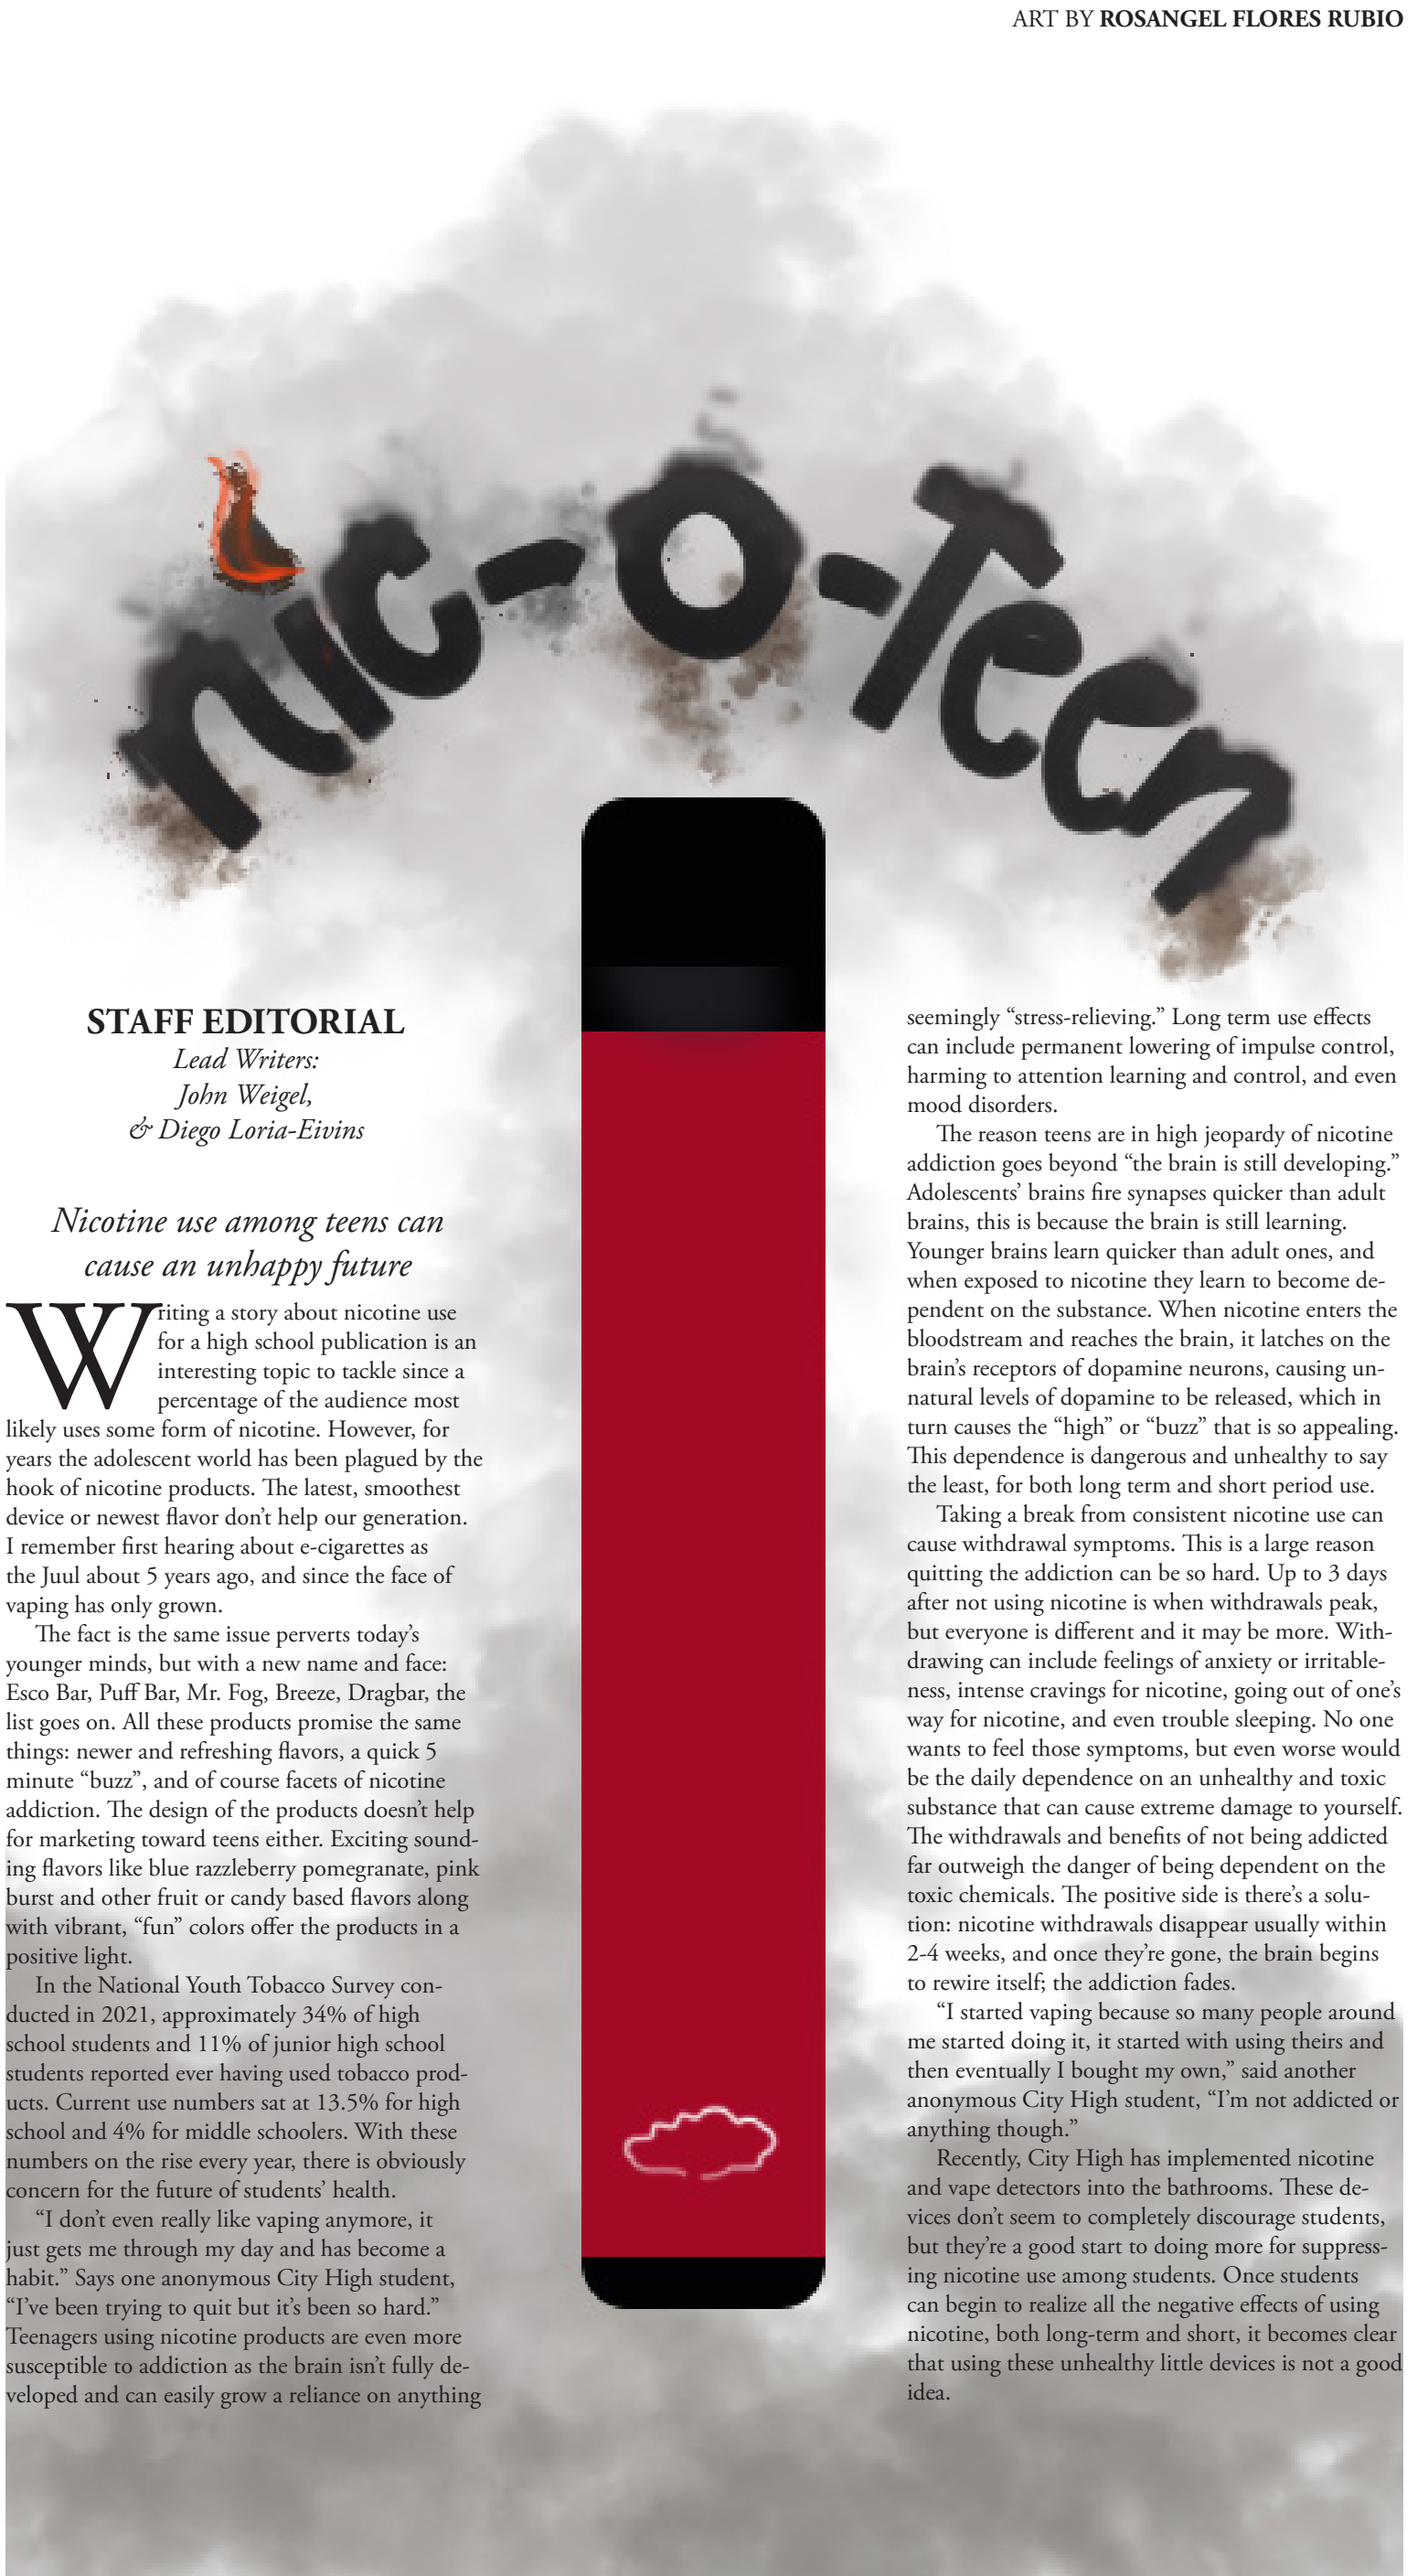 ART BY ROSANGEL FLORES RUBIO
nic-o-Teen
STAFF EDITORIAL
Lead Writers:
John Weigel,
& Diego Loria-Eivins
Nicotine use among teens can
cause an unhappy future
Writing a story about nicotine use
for a high school publication is an
interesting topic to tackle since a
percentage of the audience most
likely uses some form of nicotine. However, for
years the adolescent world has been plagued by the
hook of nicotine products. The latest, smoothest
device or newest flavor don’t help our generation.
I remember first hearing about e-cigarettes as
the Juul about 5 years ago, and since the face of
vaping has only grown.
The fact is the same issue perverts today’s
younger minds, but with a new name and face:
Esco Bar, Puff Bar, Mr. Fog, Breeze, Dragbar, the
list goes on. All these products promise the same
things: newer and refreshing flavors, a quick 5
minute “buzz”, and of course facets of nicotine
addiction. The design of the products doesn’t help
for marketing toward teens either. Exciting sound-
ing flavors like blue razzleberry pomegranate, pink
burst and other fruit or candy based flavors along
with vibrant, “fun” colors offer the products in a
positive light.
In the National Youth Tobacco Survey con-
ducted in 2021, approximately 34% of high
school students and 11% of junior high school
students reported ever having used tobacco prod-
ucts. Current use numbers sat at 13.5% for high
school and 4% for middle schoolers. With these
numbers on the rise every year, there is obviously
concern for the future of students’ health.
“I don’t even really like vaping anymore, it
just gets me through my day and has become a
habit.” Says one anonymous City High student,
“I’ve been trying to quit but it’s been so hard.”
Teenagers using nicotine products are even more
susceptible to addiction as the brain isn’t fully de-
veloped and can easily grow a reliance on anything
seemingly “stress-relieving.” Long term use effects
can include permanent lowering of impulse control,
harming to attention learning and control, and even
mood disorders.
The reason teens are in high jeopardy of nicotine
addiction goes beyond “the brain is still developing.”
Adolescents’ brains fire synapses quicker than adult
brains, this is because the brain is still learning.
Younger brains learn quicker than adult ones, and
when exposed to nicotine they learn to become de-
pendent on the substance. When nicotine enters the
bloodstream and reaches the brain, it latches on the
brain’s receptors of dopamine neurons, causing un-
natural levels of dopamine to be released, which in
turn causes the “high” or “buzz” that is so appealing.
This dependence is dangerous and unhealthy to say
the least, for both long term and short period use.
Taking a break from consistent nicotine use can
cause withdrawal symptoms. This is a large reason
quitting the addiction can be so hard. Up to 3 days
after not using nicotine is when withdrawals peak,
but everyone is different and it may be more. With-
drawing can include feelings of anxiety or irritable-
ness, intense cravings for nicotine, going out of one’s
way for nicotine, and even trouble sleeping. No one
wants to feel those symptoms, but even worse would
be the daily dependence on an unhealthy and toxic
substance that can cause extreme damage to yourself.
The withdrawals and benefits of not being addicted
far outweigh the danger of being dependent on the
toxic chemicals. The positive side is there’s a solu-
tion: nicotine withdrawals disappear usually within
2-4 weeks, and once they’re gone, the brain begins
to rewire itself; the addiction fades.
“I started vaping because so many people around
me started doing it, it started with using theirs and
then eventually I bought my own,” said another
anonymous City High student, “I’m not addicted or
anything though.”
Recently, City High has implemented nicotine
and vape detectors into the bathrooms. These de-
vices don’t seem to completely discourage students,
but they’re a good start to doing more for suppress-
ing nicotine use among students. Once students
can begin to realize all the negative effects of using
nicotine, both long-term and short, it becomes clear
that using these unhealthy little devices is not a good
idea.